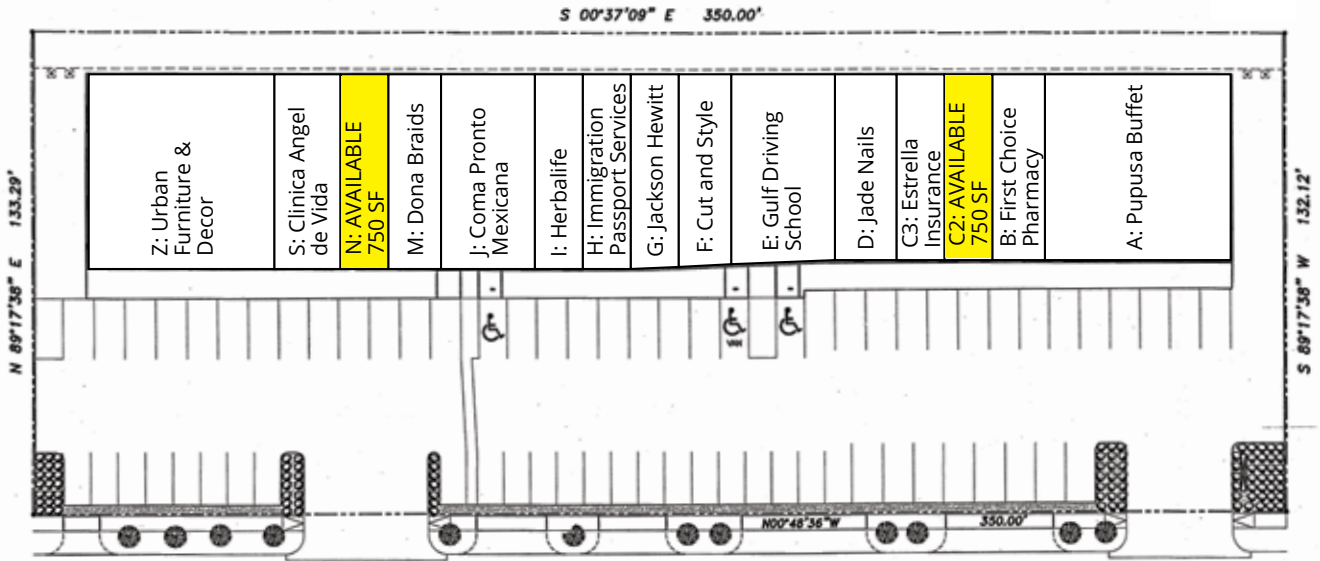 S 00°37'09" E 350.00'
N 89°17'38" E 133.29'
Z: Urban
Furniture &
Decor
S: Clinica Angel
de Vida
N: AVAILABLE
750 SF
M: Dona Braids
J: Coma Pronto
Mexicana
I: Herbalife
H: Immigration
Passport Services
G: Jackson Hewitt
F: Cut and Style
E: Gulf Driving
School
D: Jade Nails
C3: Estrella
Insurance
C2: AVAILABLE
750 SF
B: First Choice
Pharmacy
A: Pupusa Buffet
S 89°17'38" W 132.12'
VAN
N00°48'36"W 350.00'